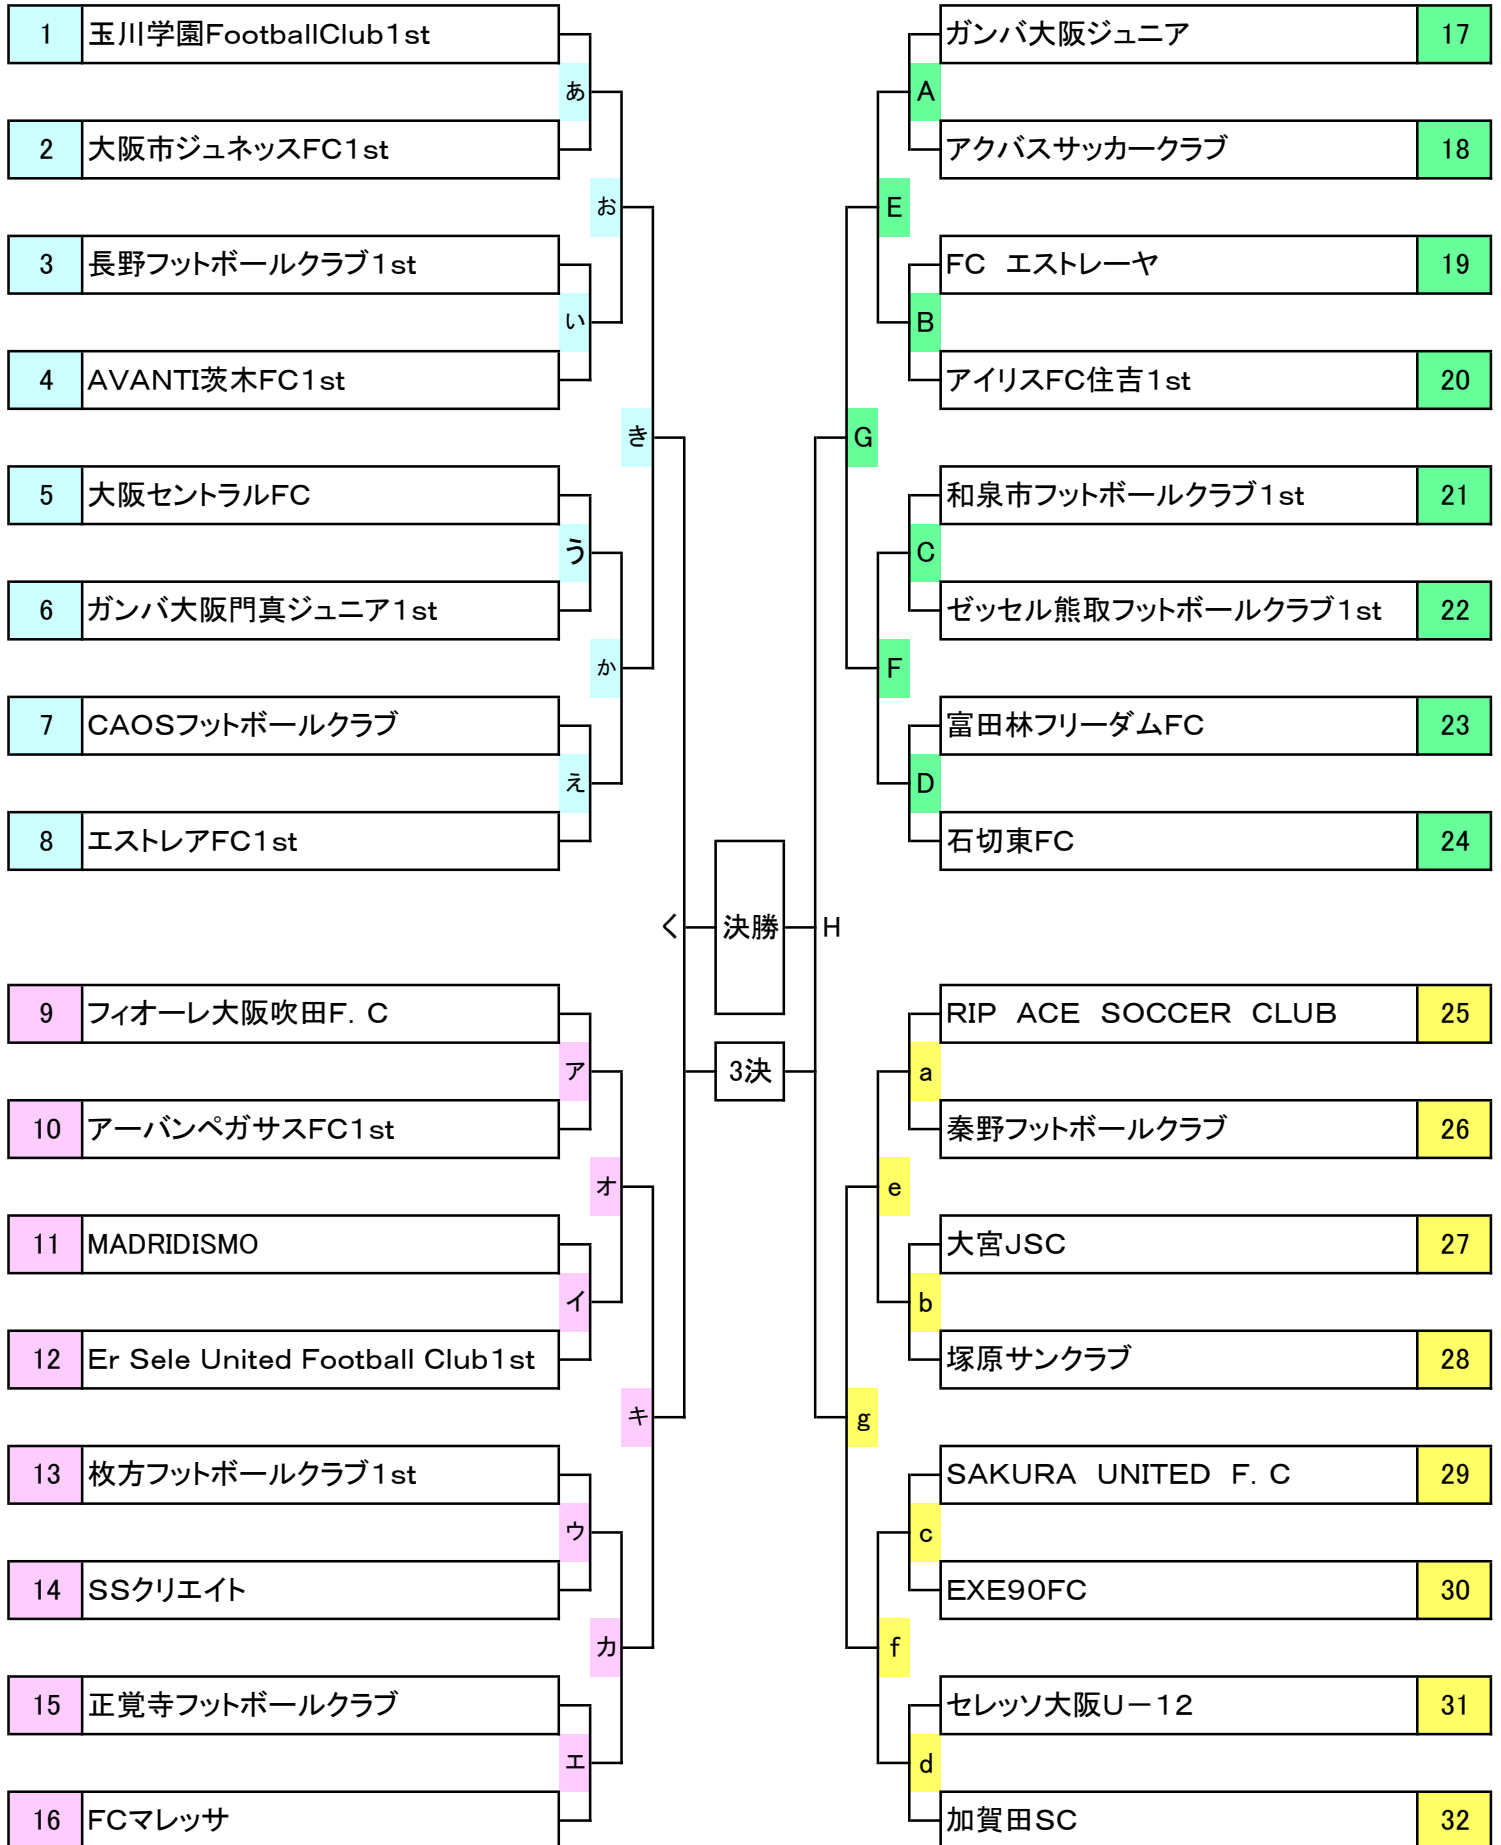 1 玉川学園FootballClub1st
あ
2 大阪市ジュネッスFC1st
お
3 長野フットボールクラブ1st
い
4 AVANTI茨木FC1st
き
5 大阪セントラルFC
う
6 ガンバ大阪門真ジュニア1st
か
7 CAOSフットボールクラブ
え
8 エストレアFC1st
く 決勝 H
3決
9 フィオーレ大阪吹田F.C
ア
10 アーバンペガサスFC1st
オ
11 MADRIDISMO
イ
12 Er Sele United Football Club1st
キ
13 枚方フットボールクラブ1st
ウ
14 SSクリエイト
カ
15 正覚寺フットボールクラブ
エ
16 FCマレッサ
ガンバ大阪ジュニア 17
A
アクバスサッカークラブ 18
E
FC エストレーヤ 19
B
アイリスFC住吉1st 20
G
和泉市フットボールクラブ1st 21
C
ゼッセル熊取フットボールクラブ1st 22
F
富田林フリーダムFC 23
D
石切東FC 24
RIP ACE SOCCER CLUB 25
a
秦野フットボールクラブ 26
e
大宮JSC 27
b
塚原サンクラブ 28
g
SAKURA UNITED F.C 29
c
EXE90FC 30
f
セレッソ大阪U-12 31
d
加賀田SC 32